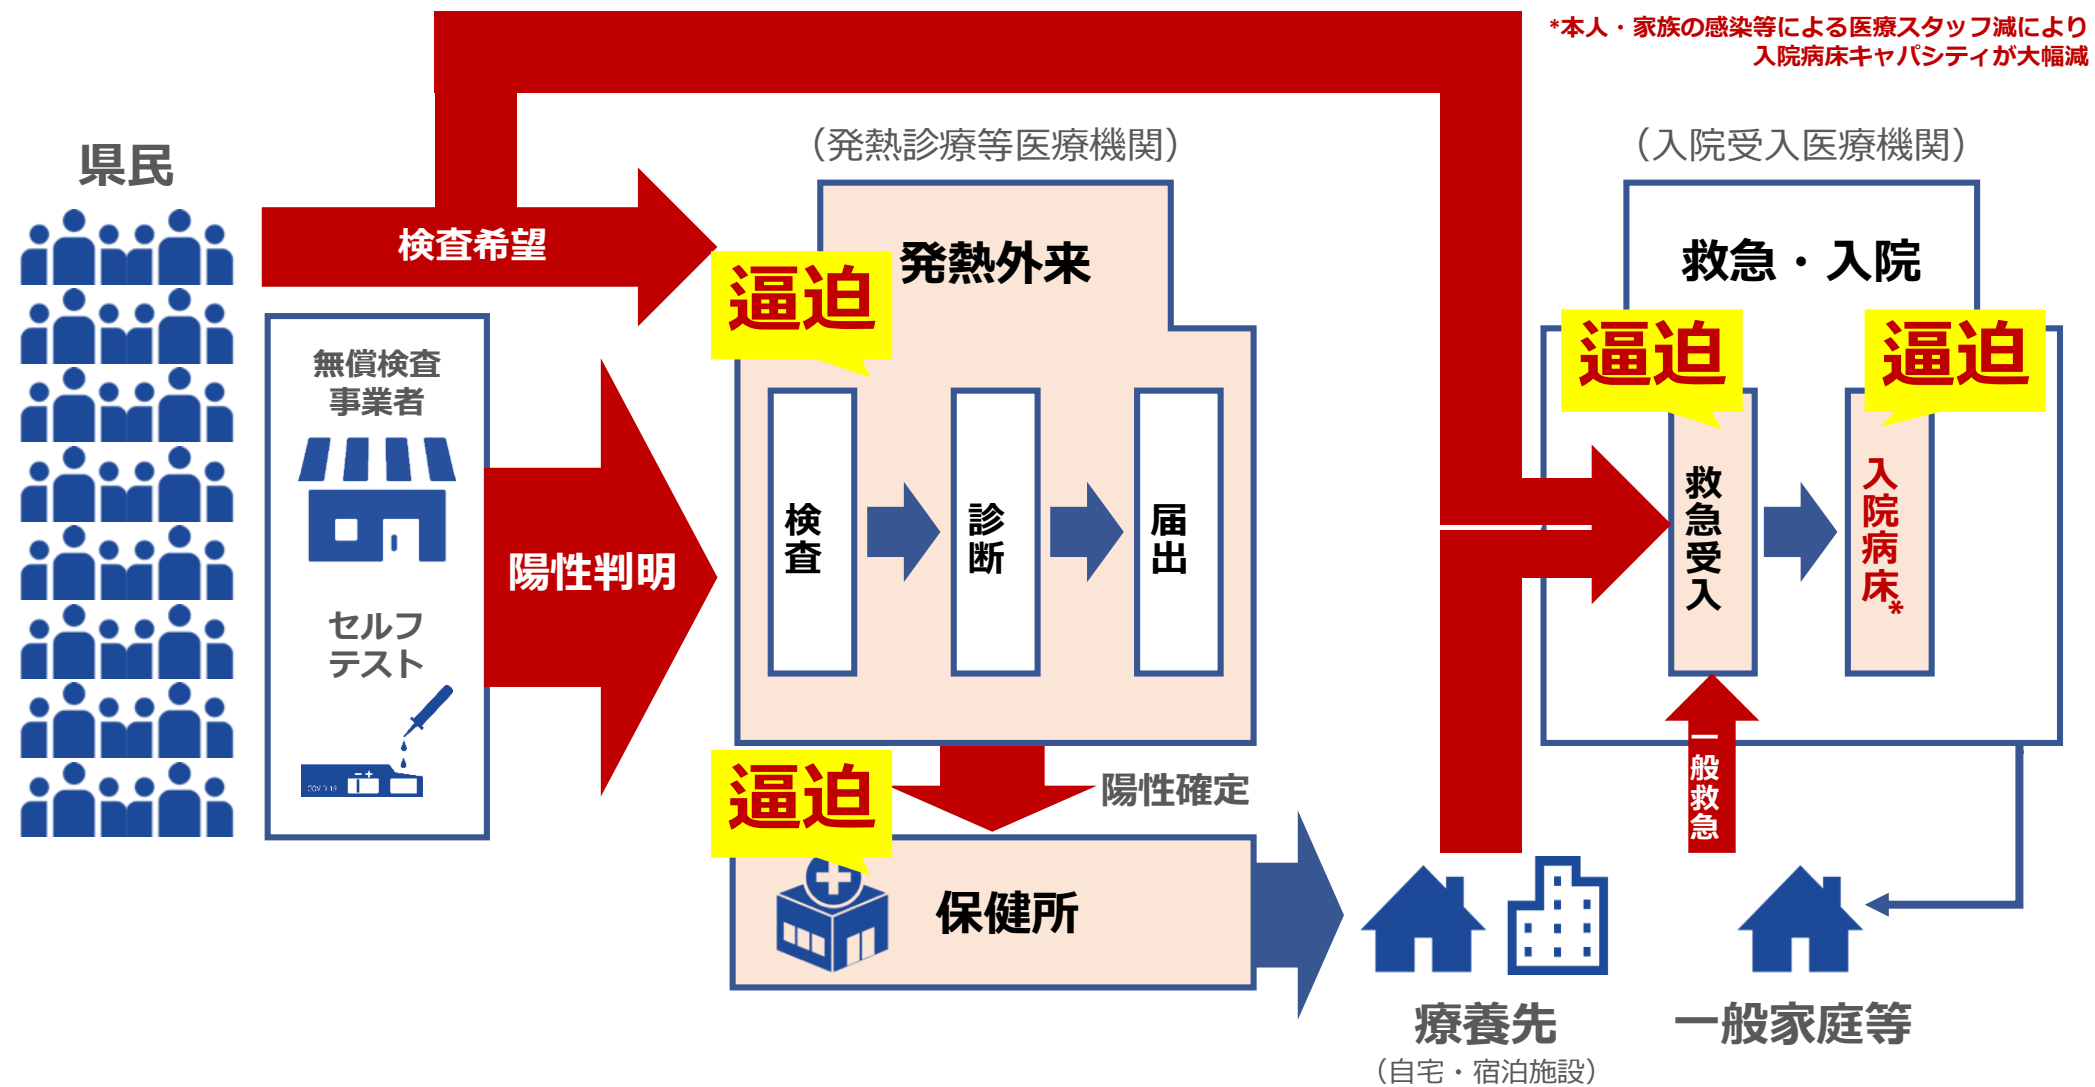 *本人・家族の感染等による医療スタッフ減により
入院病床キャパシティが大幅減
県民
（発熱診療等医療機関）
（入院受入医療機関）
検査希望
逼迫
発熱外来
救急・入院
無償検査
事業者
逼迫
逼迫
検査
診断
届出
救急受入
入院病床*
陽性判明
セルフ
テスト
逼迫
陽性確定
一般救急
保健所
療養先
（自宅・宿泊施設）
一般家庭等